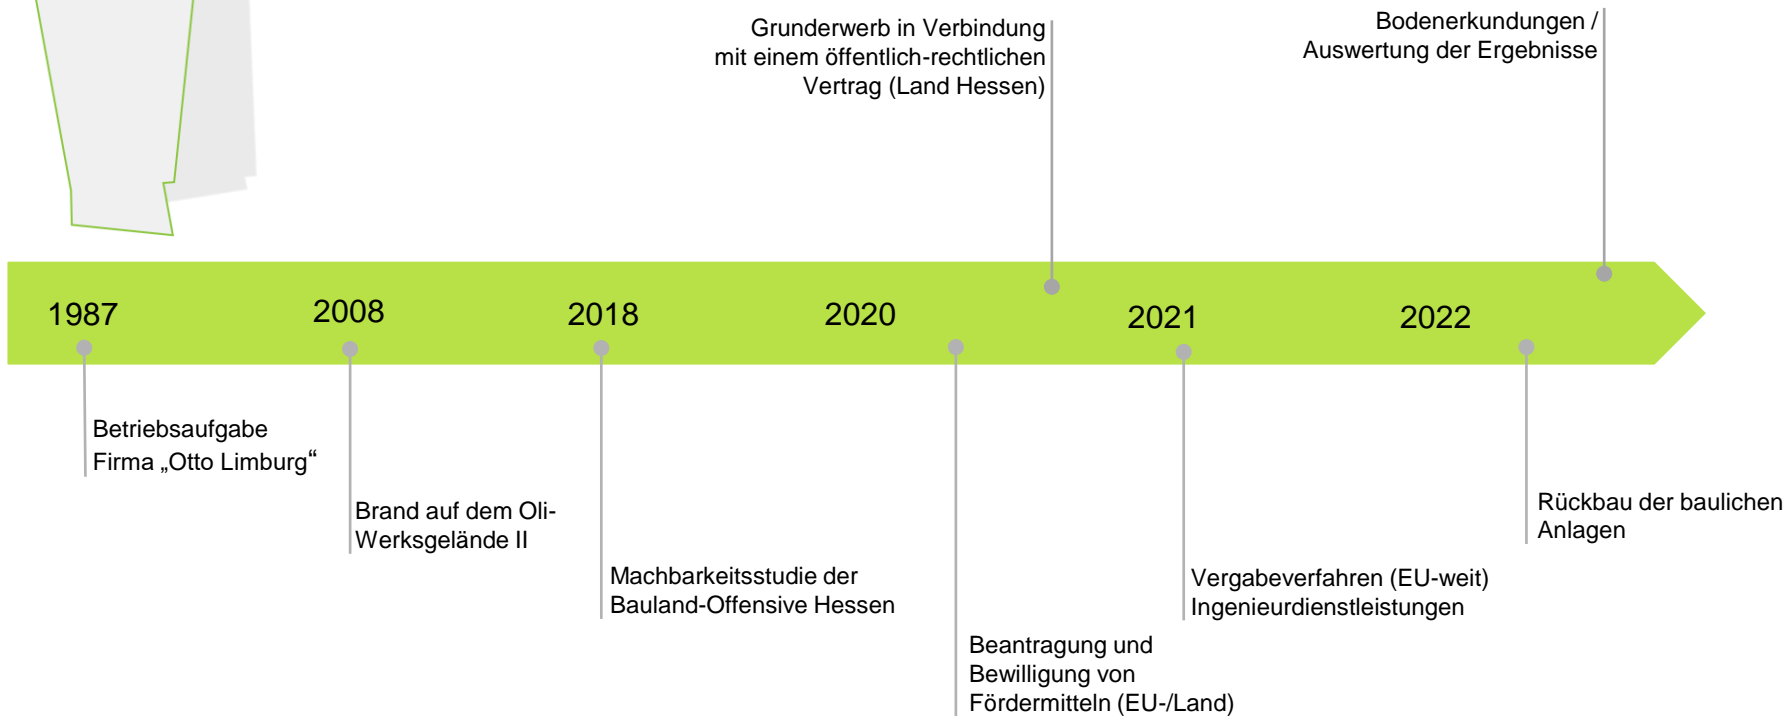 Grunderwerb in Verbindung
mit einem öffentlich-rechtlichen
Vertrag (Land Hessen)
Bodenerkundungen /
Auswertung der Ergebnisse
1987
2008
2018
2020
2021
2022
Betriebsaufgabe
Firma „Otto Limburg“
Brand auf dem Oli-
Werksgelände II
Machbarkeitsstudie der
Bauland-Offensive Hessen
Beantragung und
Bewilligung von
Fördermitteln (EU-/Land)
Vergabeverfahren (EU-weit)
Ingenieurdienstleistungen
Rückbau der baulichen
Anlagen